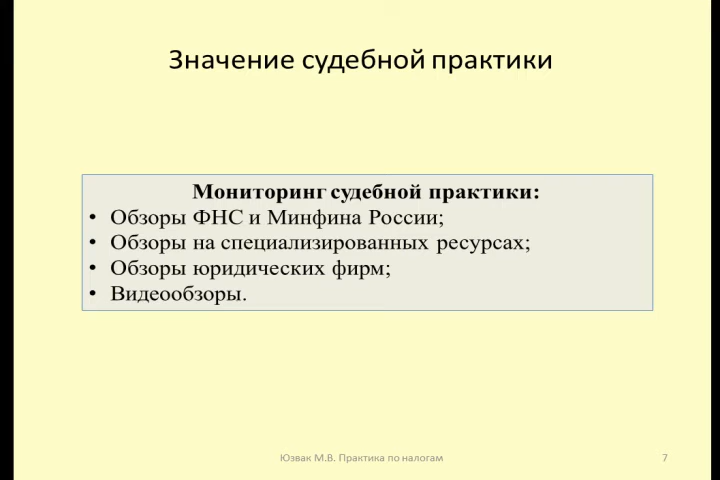 Значение судебной практики
Мониторинг судебной практики:
• Обзоры ФНС и Минфина России;
• Обзоры на специализированных ресурсах;
• Обзоры юридических фирм;
• Видеообзоры.
Юзвак М.В. Практика по налогам
7